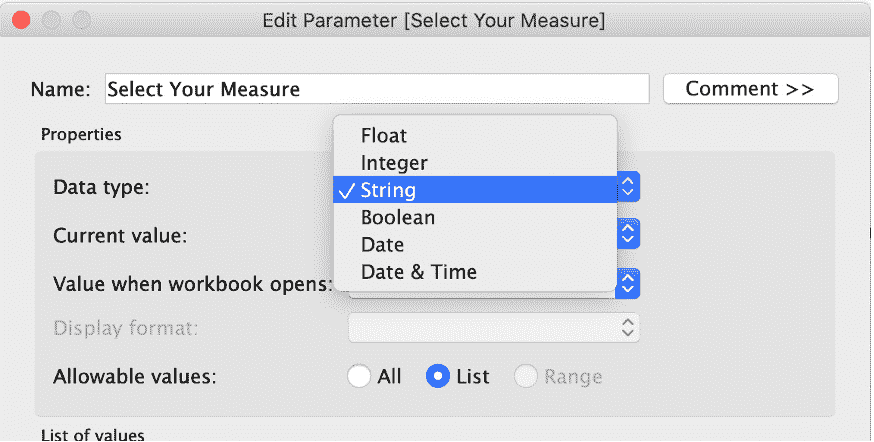 Edit Parameter [Select Your Measure]
Name: Select Your Measure Comment >>
Properties
Float
Integer
Data type: ✓ String
Boolean
Current value: Date
Date & Time
Value when workbook opens:
Display format:
Allowable values: All List Range
List of values